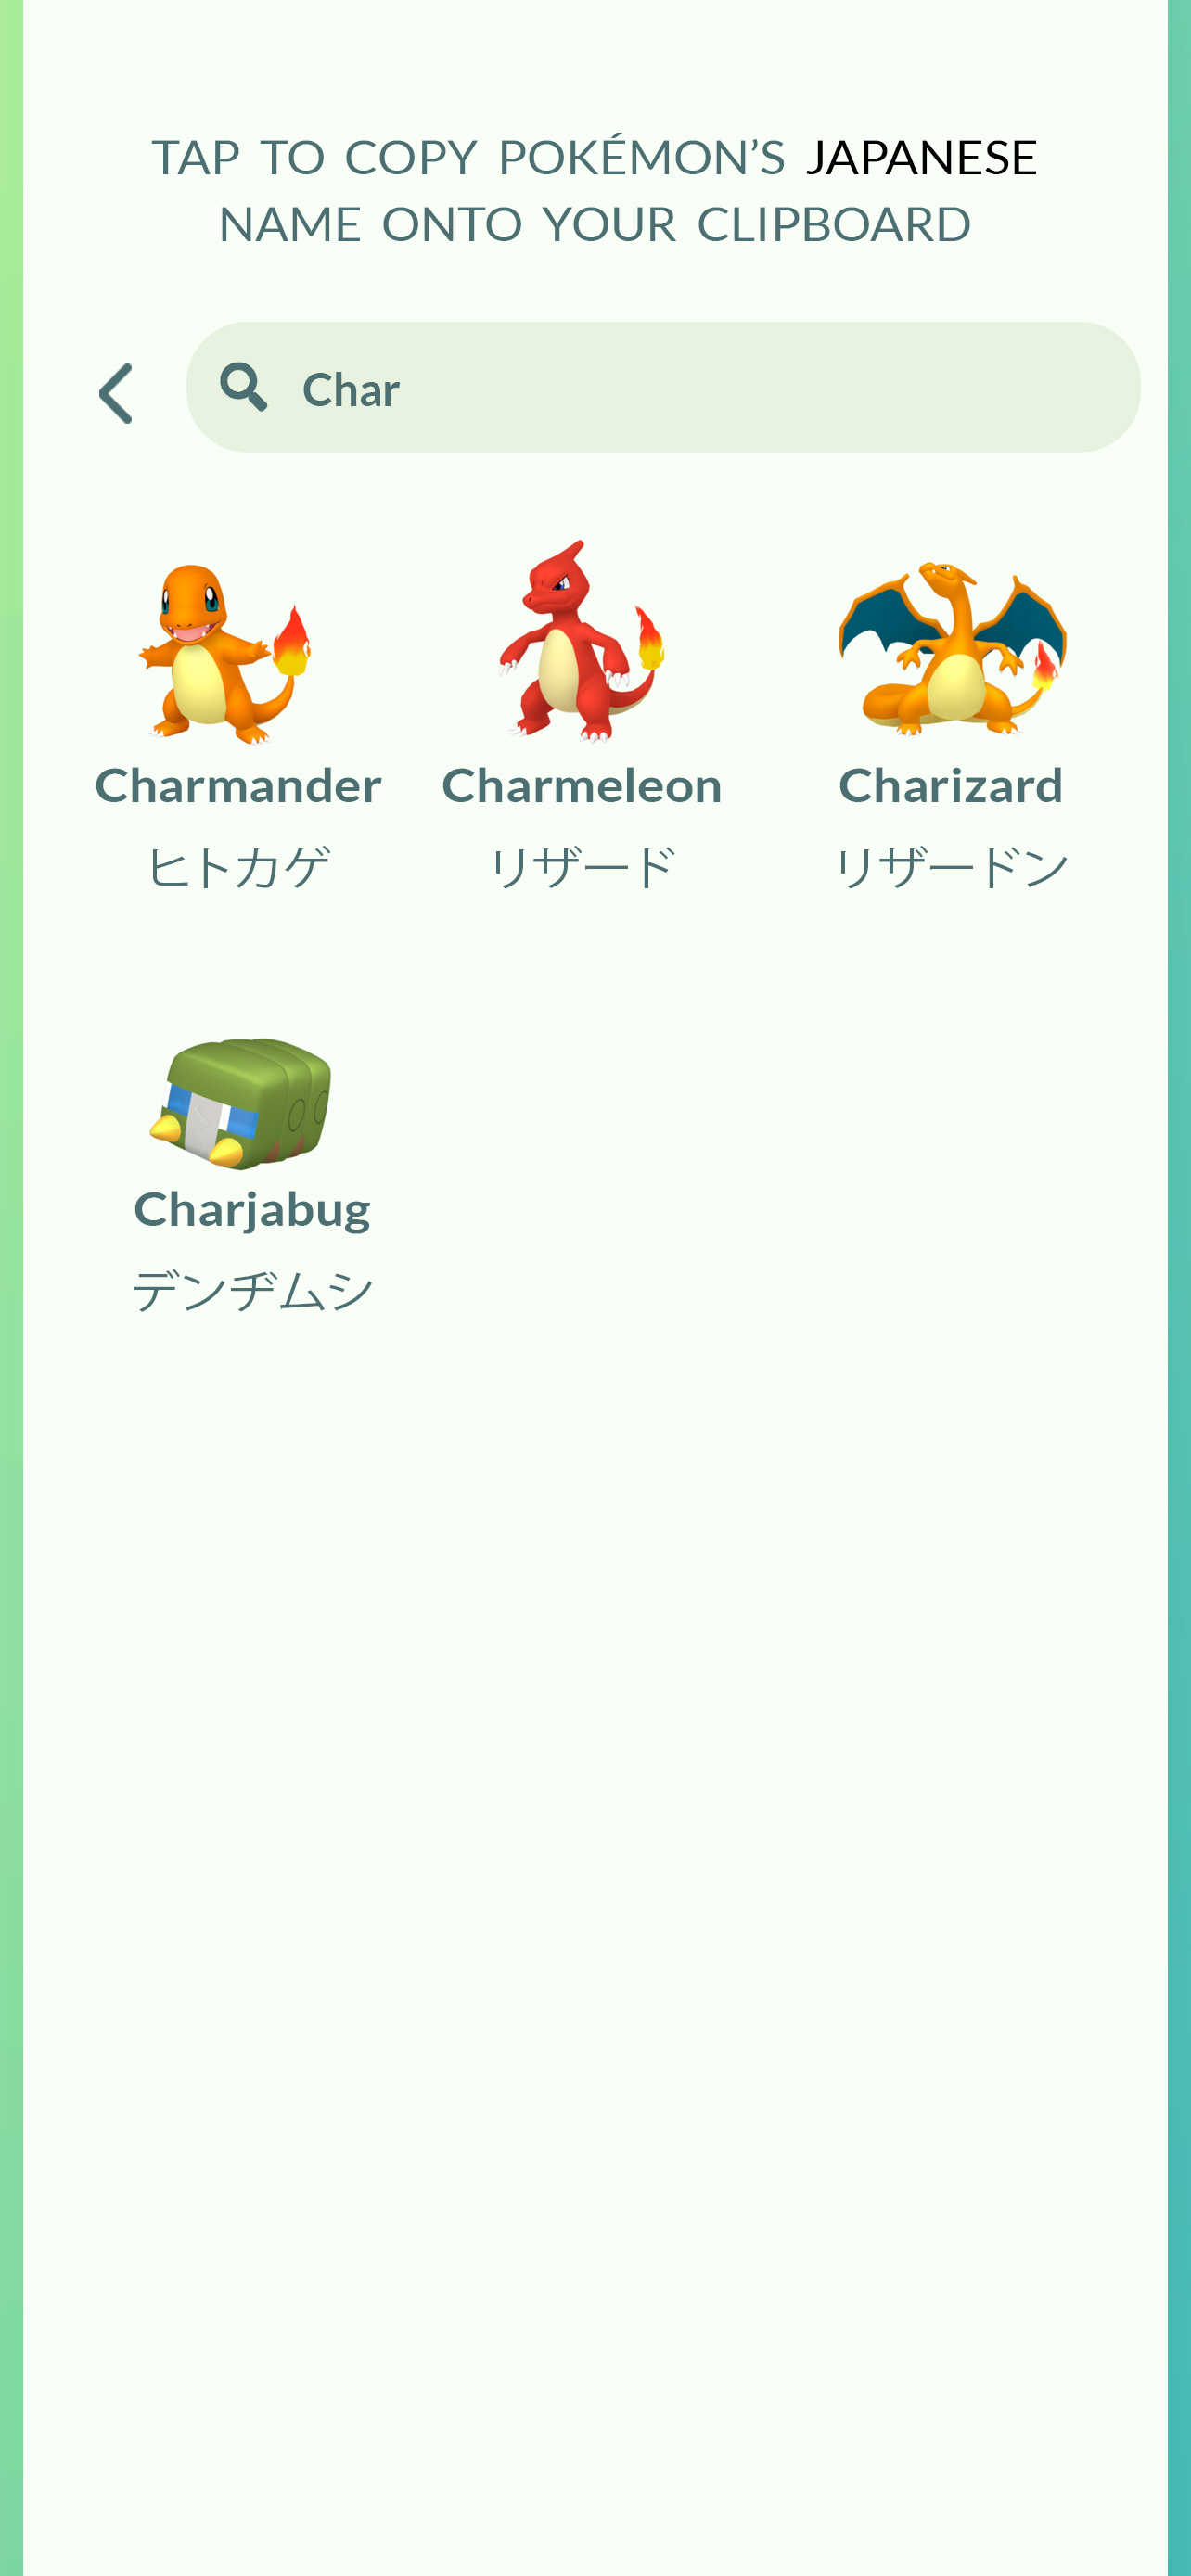 TAP TO COPY POKÉMON’S JAPANESE
NAME ONTO YOUR CLIPBOARD
Char
Charmander
ヒトカゲ
Charmeleon
リザード
Charizard
リザードン
Charjabug
デンヂムシ